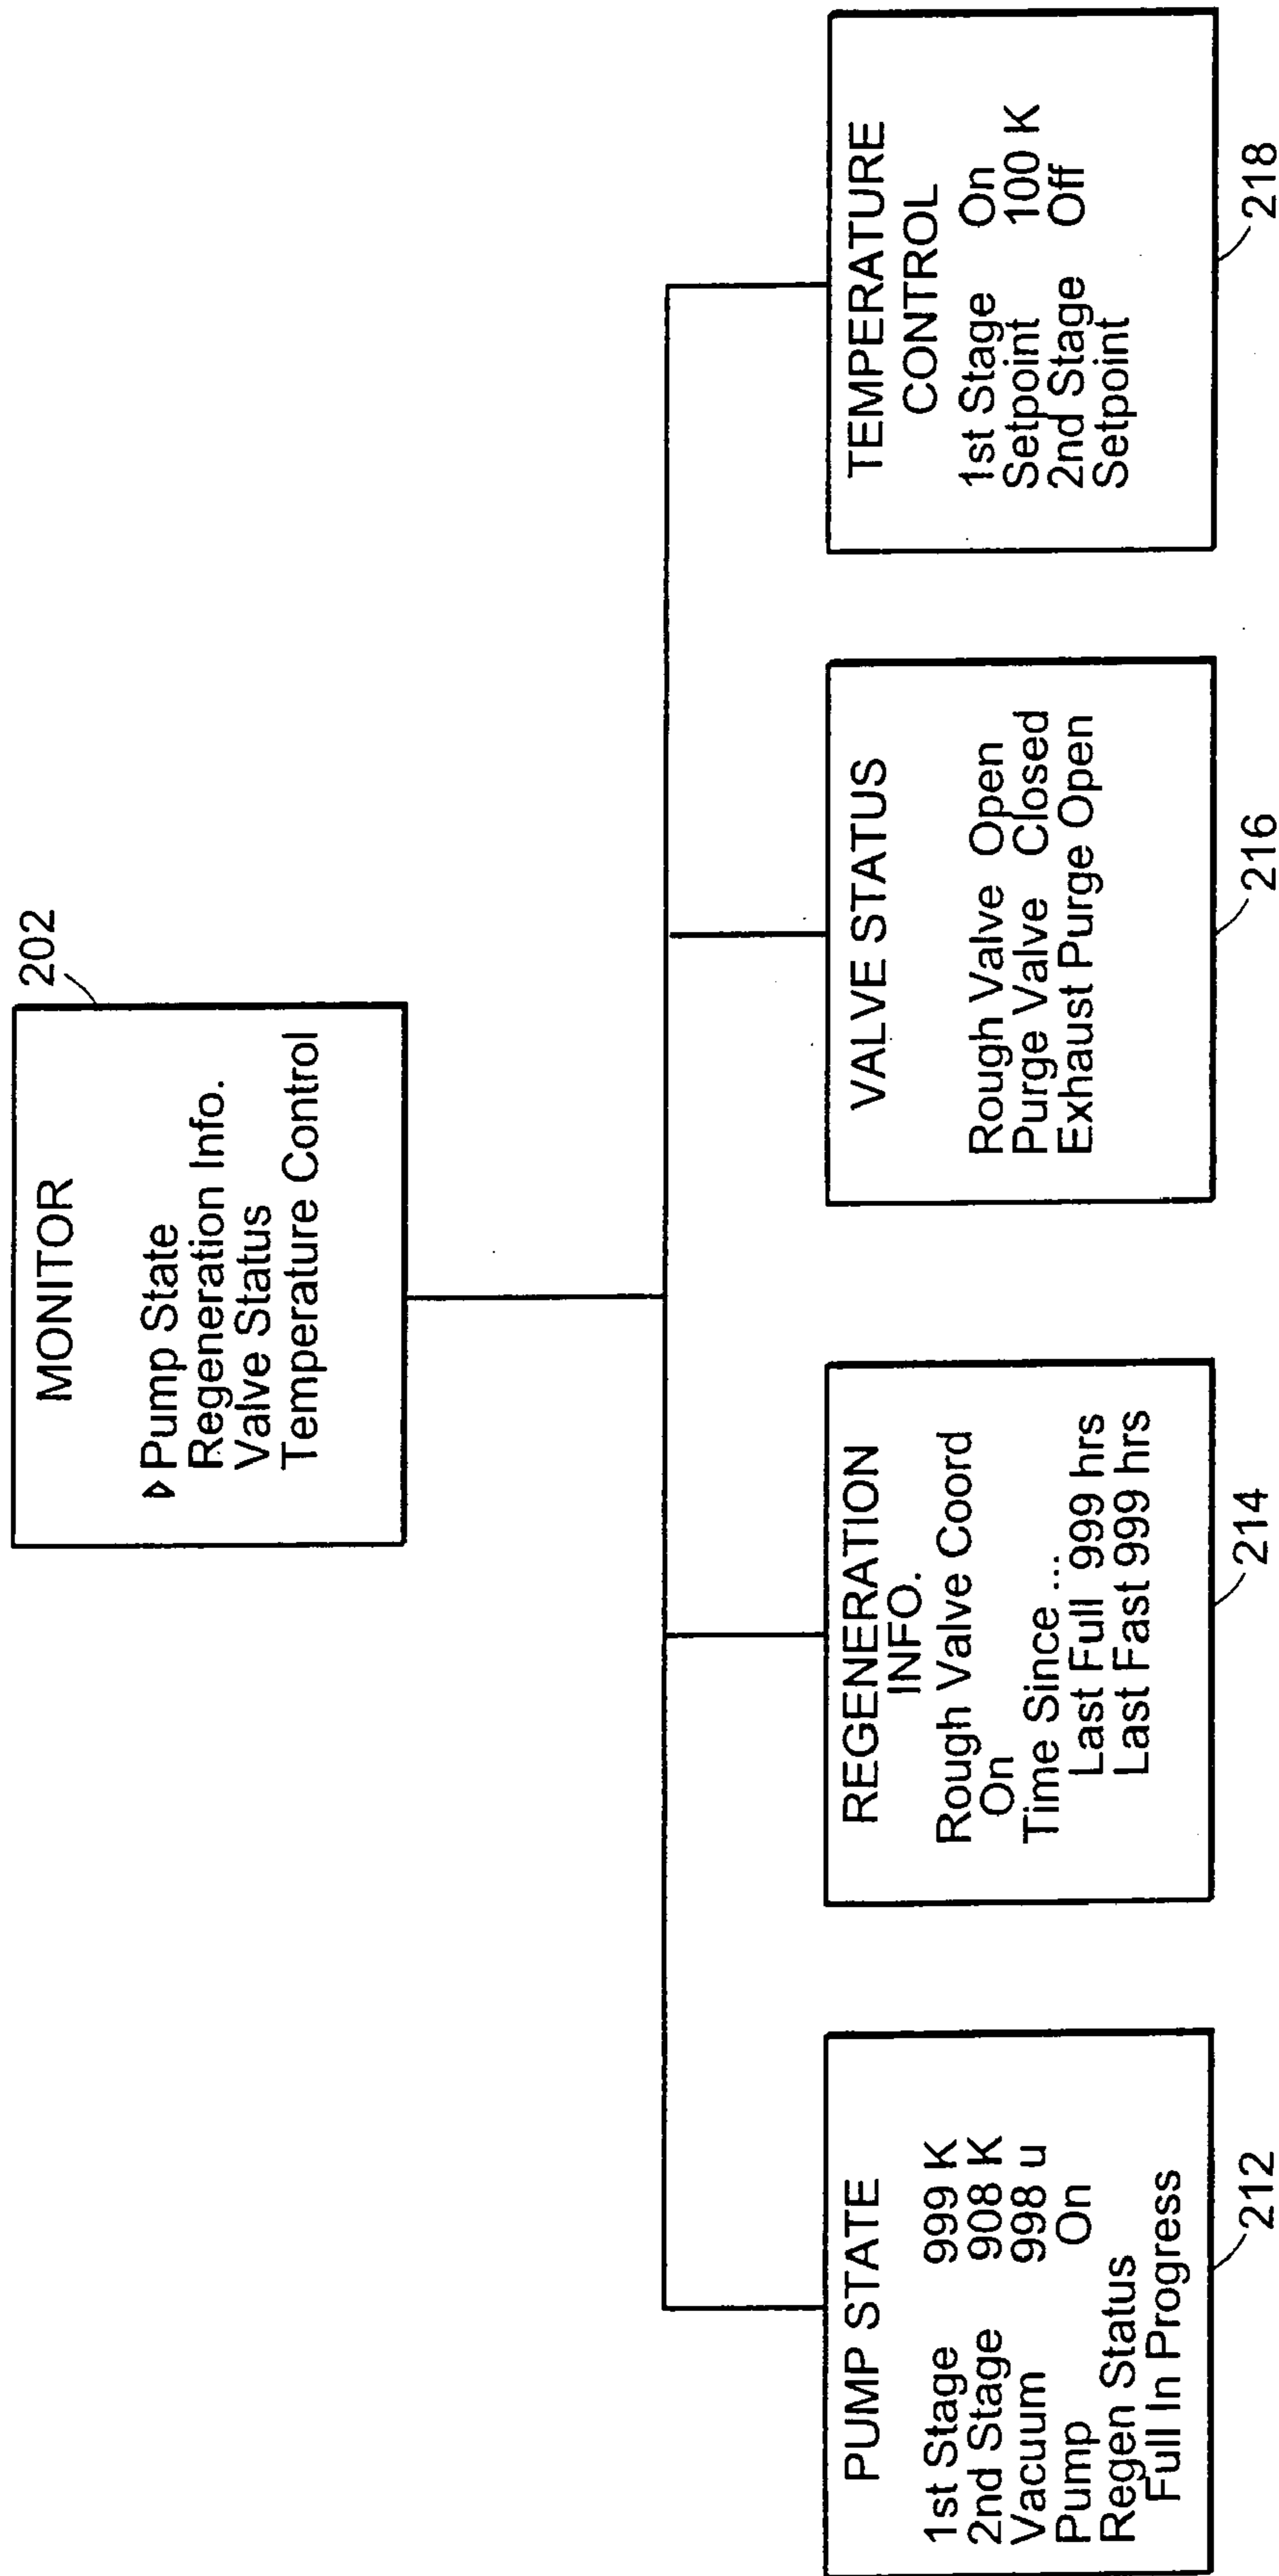 MONITOR
Pump State
Regeneration Info.
Valve Status
Temperature Control
202
PUMP STATE
1st Stage 999 K
2nd Stage 908 K
Vacuum 998 u
Pump On
Regen Status
Full In Progress
212
REGENERATION
INFO.
Rough Valve Coord
On
Time Since ...
Last Full 999 hrs
Last Fast 999 hrs
214
VALVE STATUS
Rough Valve Open
Purge Valve Closed
Exhaust Purge Open
216
TEMPERATURE
CONTROL
1st Stage On
Setpoint 100 K
2nd Stage Off
Setpoint
218